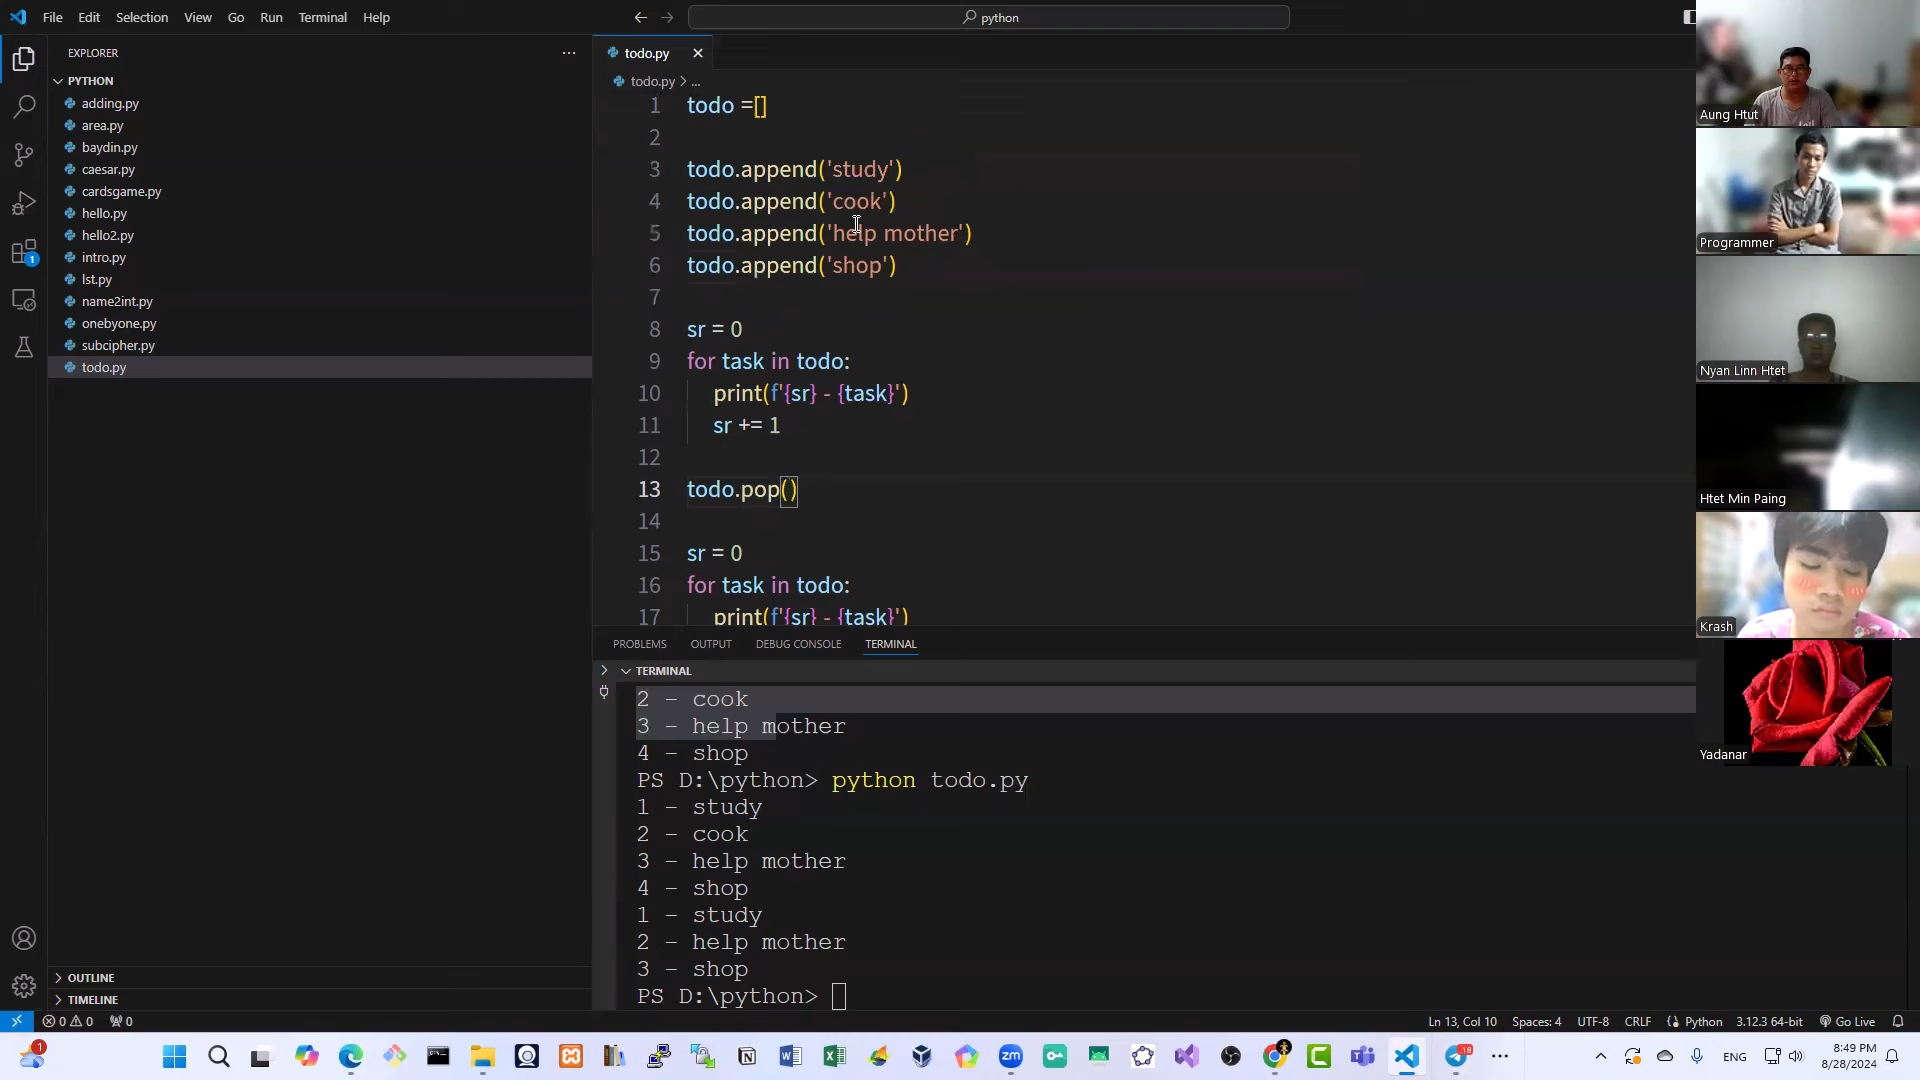 File Edit Selection View Go Run Terminal Help
python
EXPLORER
PYTHON
adding.py
area.py
baydin.py
caesar.py
cardsgame.py
hello.py
hello2.py
intro.py
lst.py
name2int.py
onebyone.py
subcipher.py
todo.py
OUTLINE
TIMELINE
1
todo.py
todo.py > ...
1 todo =[]
2
3 todo.append('study')
4 todo.append('cook')
5 todo.append('help mother')
6 todo.append('shop')
7
8 sr = 0
9 for task in todo:
10 print(f'{sr} - {task}')
11 sr += 1
12
13 todo.pop()
14
15 sr = 0
16 for task in todo:
17 print(f'{sr} - {task}')
PROBLEMS OUTPUT DEBUG CONSOLE TERMINAL
TERMINAL
2 - cook
3 - help mother
4 - shop
PS D:\python> python todo.py
1 - study
2 - cook
3 - help mother
4 - shop
1 - study
2 - help mother
3 - shop
PS D:\python>
Aung Htut
Programmer
Nyan Linn Htet
Htet Min Paing
Krash
Yadanar
0 0 0
Ln 13, Col 10 Spaces: 4 UTF-8 CRLF Python 3.12.3 64-bit Go Live
1
zm
ENG
8:49 PM
8/28/2024